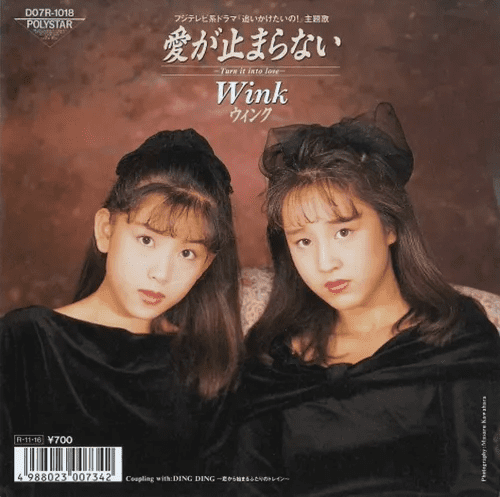 D07R-1018
POLYSTAR
フジテレビ系ドラマ「追いかけたいの!」主題歌
愛が止まらない
—Turn it into love—
Wink
ウィンク
Photography:Masaru Kawahara
R-11·16 ¥700
4 988023 007342
Coupling with: DING DING 〜恋から始まるふたりのトレイン〜